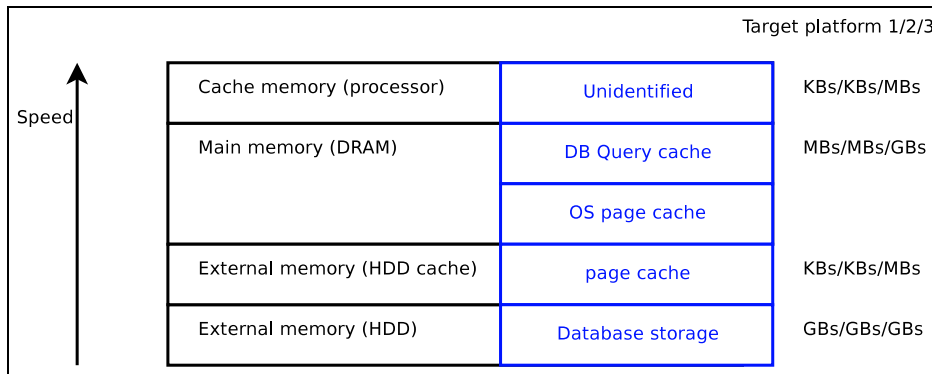 Target platform 1/2/3
Speed
Cache memory (processor)
Unidentified
KBs/KBs/MBs
Main memory (DRAM)
DB Query cache
MBs/MBs/GBs
OS page cache
External memory (HDD cache)
page cache
KBs/KBs/MBs
External memory (HDD)
Database storage
GBs/GBs/GBs